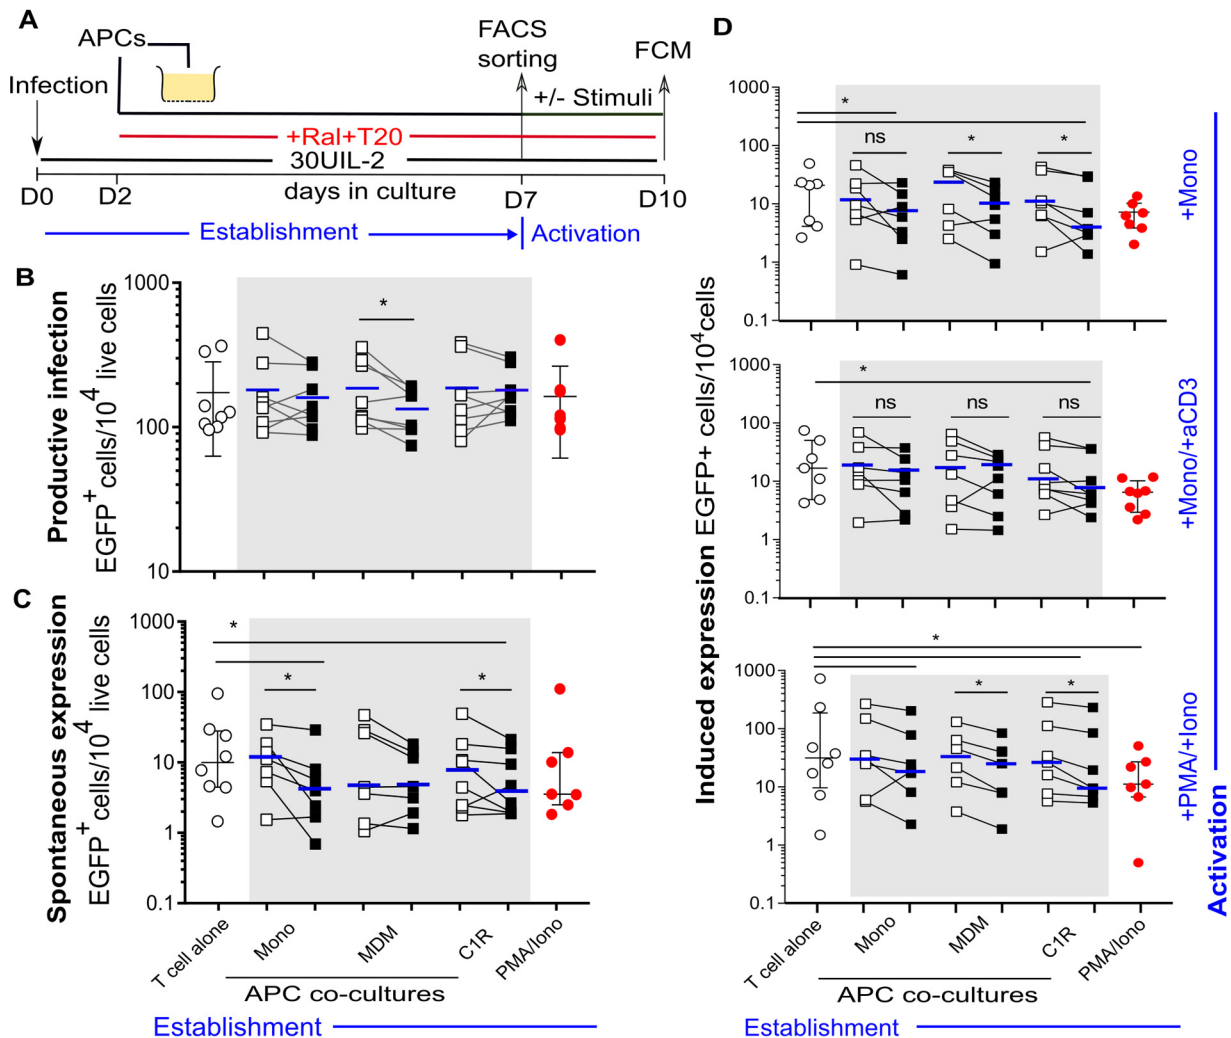 A
APCs
Infection
FACS
sorting
FCM
+/- Stimuli
+Ral+T20
30UIL-2
D0
D2
days in culture
D7
D10
Establishment
Activation
B
Productive infection
EGFP+ cells/10^4 live cells
1000
100
10
*
C
Spontaneous expression
EGFP+ cells/10^4 live cells
1000
100
10
1
0.1
*
*
*
T cell alone
Mono
MDM
C1R
PMA/Iono
APC co-cultures
Establishment
D
Induced expression EGFP+ cells/10^4cells
1000
100
10
1
0.1
*
ns
*
*
+Mono
1000
100
10
1
0.1
*
ns
ns
ns
+Mono/+aCD3
1000
100
10
1
0.1
*
*
*
+PMA/+Iono
Activation
T cell alone
Mono
MDM
C1R
PMA/Iono
APC co-cultures
Establishment